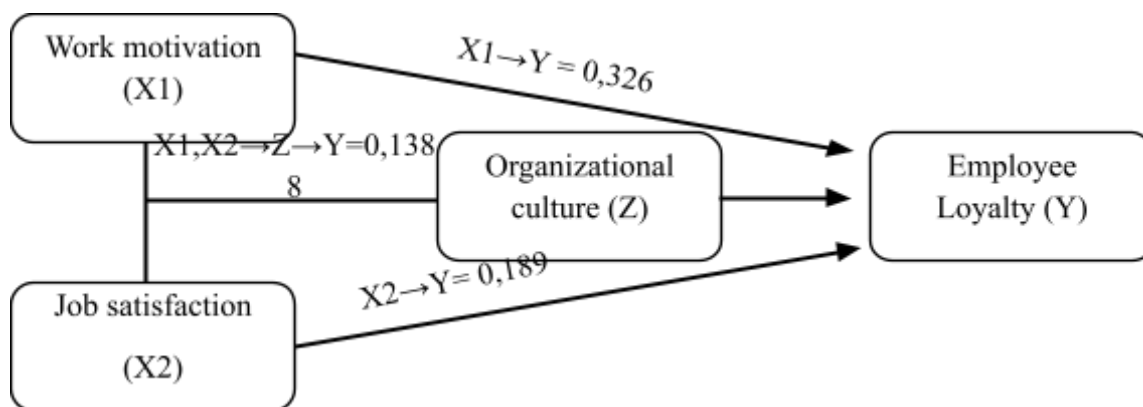 Work motivation
(X1)
X1→Y = 0,326
X1,X2→Z→Y=0,138
8
Organizational
culture (Z)
Employee
Loyalty (Y)
X2→Y= 0,189
Job satisfaction
(X2)